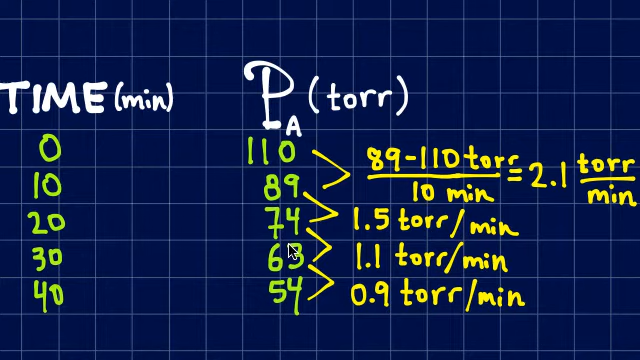 TIME (min) P_A (torr)
0 110
10 89 89-110 torr / 10 min = 2.1 torr/min
20 74 1.5 torr/min
30 63 1.1 torr/min
40 54 0.9 torr/min